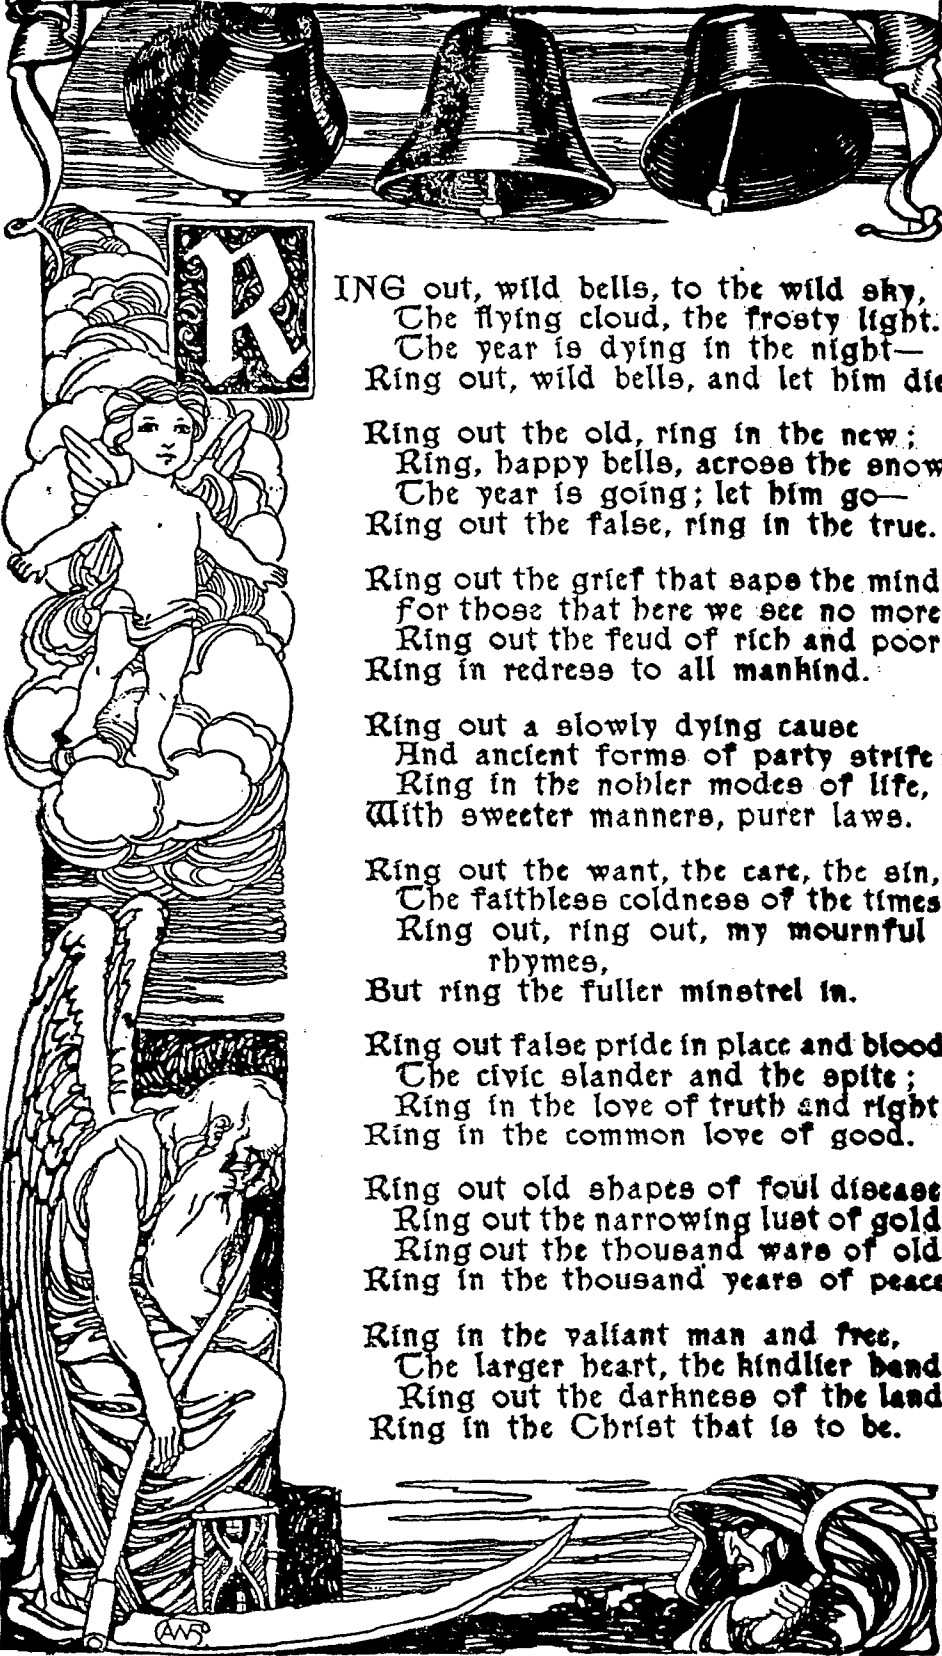 RING out, wild bells, to the wild sky,
The flying cloud, the frosty light.
The year is dying in the night—
Ring out, wild bells, and let him die
Ring out the old, ring in the new;
Ring, happy bells, across the snow
The year is going; let him go—
Ring out the false, ring in the true.
Ring out the grief that saps the mind
For those that here we see no more
Ring out the feud of rich and poor
Ring in redress to all mankind.
Ring out a slowly dying cause
And ancient forms of party strife
Ring in the nobler modes of life,
With sweeter manners, purer laws.
Ring out the want, the care, the sin,
The faithless coldness of the times
Ring out, ring out, my mournful
rhymes,
But ring the fuller minstrel in.
Ring out false pride in place and blood
The civic slander and the spite;
Ring in the love of truth and right
Ring in the common love of good.
Ring out old shapes of foul disease
Ring out the narrowing lust of gold
Ring out the thousand wars of old
Ring in the thousand years of peace
Ring in the valiant man and free,
The larger heart, the kindlier hand
Ring out the darkness of the land
Ring in the Christ that is to be.